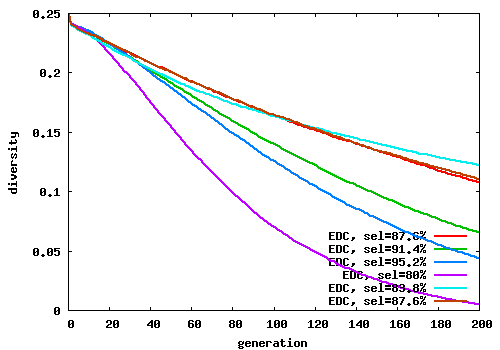 0.25
0.2
0.15
0.1
0.05
0
diversity
EDC, sel=87.6%
EDC, sel=91.4%
EDC, sel=95.2%
EDC, sel=80%
EDC, sel=83.8%
EDC, sel=87.6%
0 20 40 60 80 100 120 140 160 180 200
generation